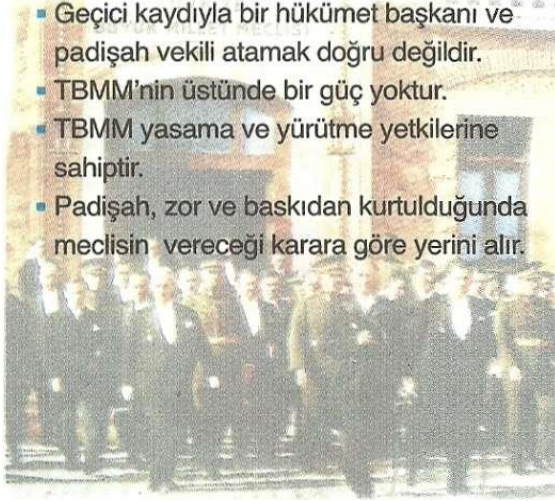 ▪ Geçici kaydıyla bir hükümet başkanı ve
padişah vekili atamak doğru değildir.
▪ TBMM'nin üstünde bir güç yoktur.
▪ TBMM yasama ve yürütme yetkilerine
sahiptir.
▪ Padişah, zor ve baskıdan kurtulduğunda
meclisin vereceği karara göre yerini alır.